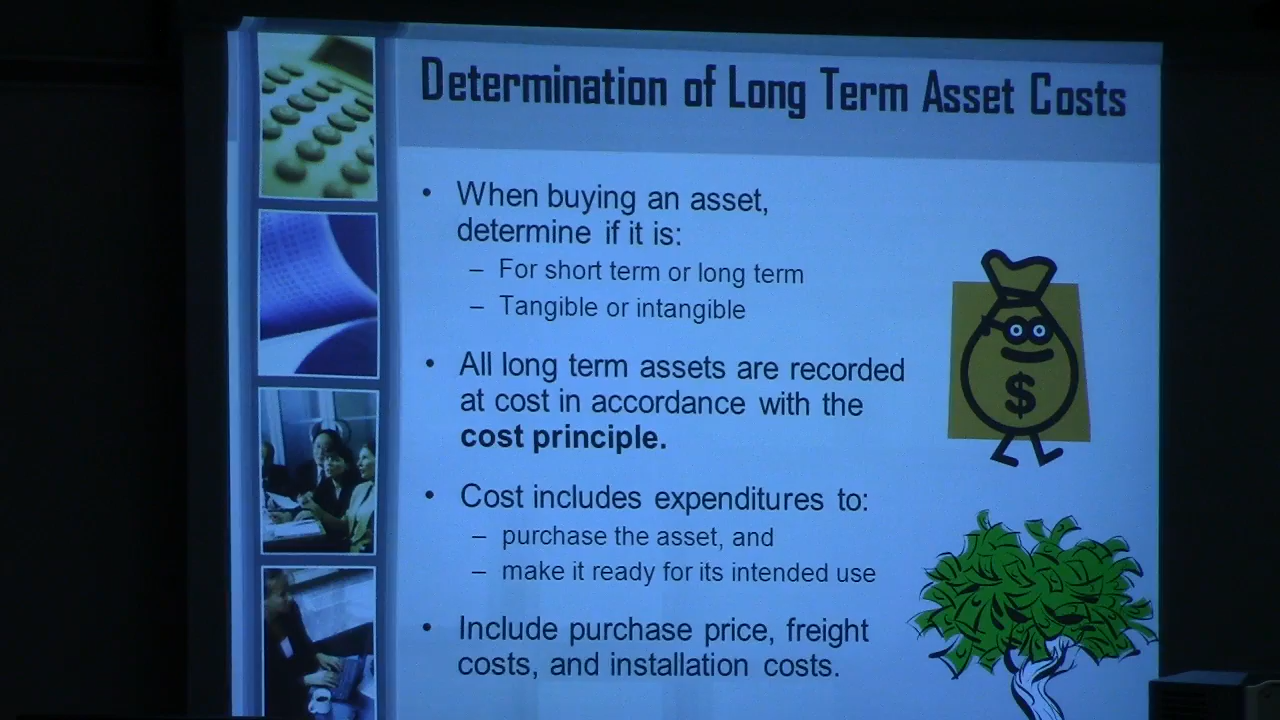 Determination of Long Term Asset Costs
• When buying an asset,
determine if it is:
– For short term or long term
– Tangible or intangible
• All long term assets are recorded
at cost in accordance with the
cost principle.
$
• Cost includes expenditures to:
– purchase the asset, and
– make it ready for its intended use
• Include purchase price, freight
costs, and installation costs.